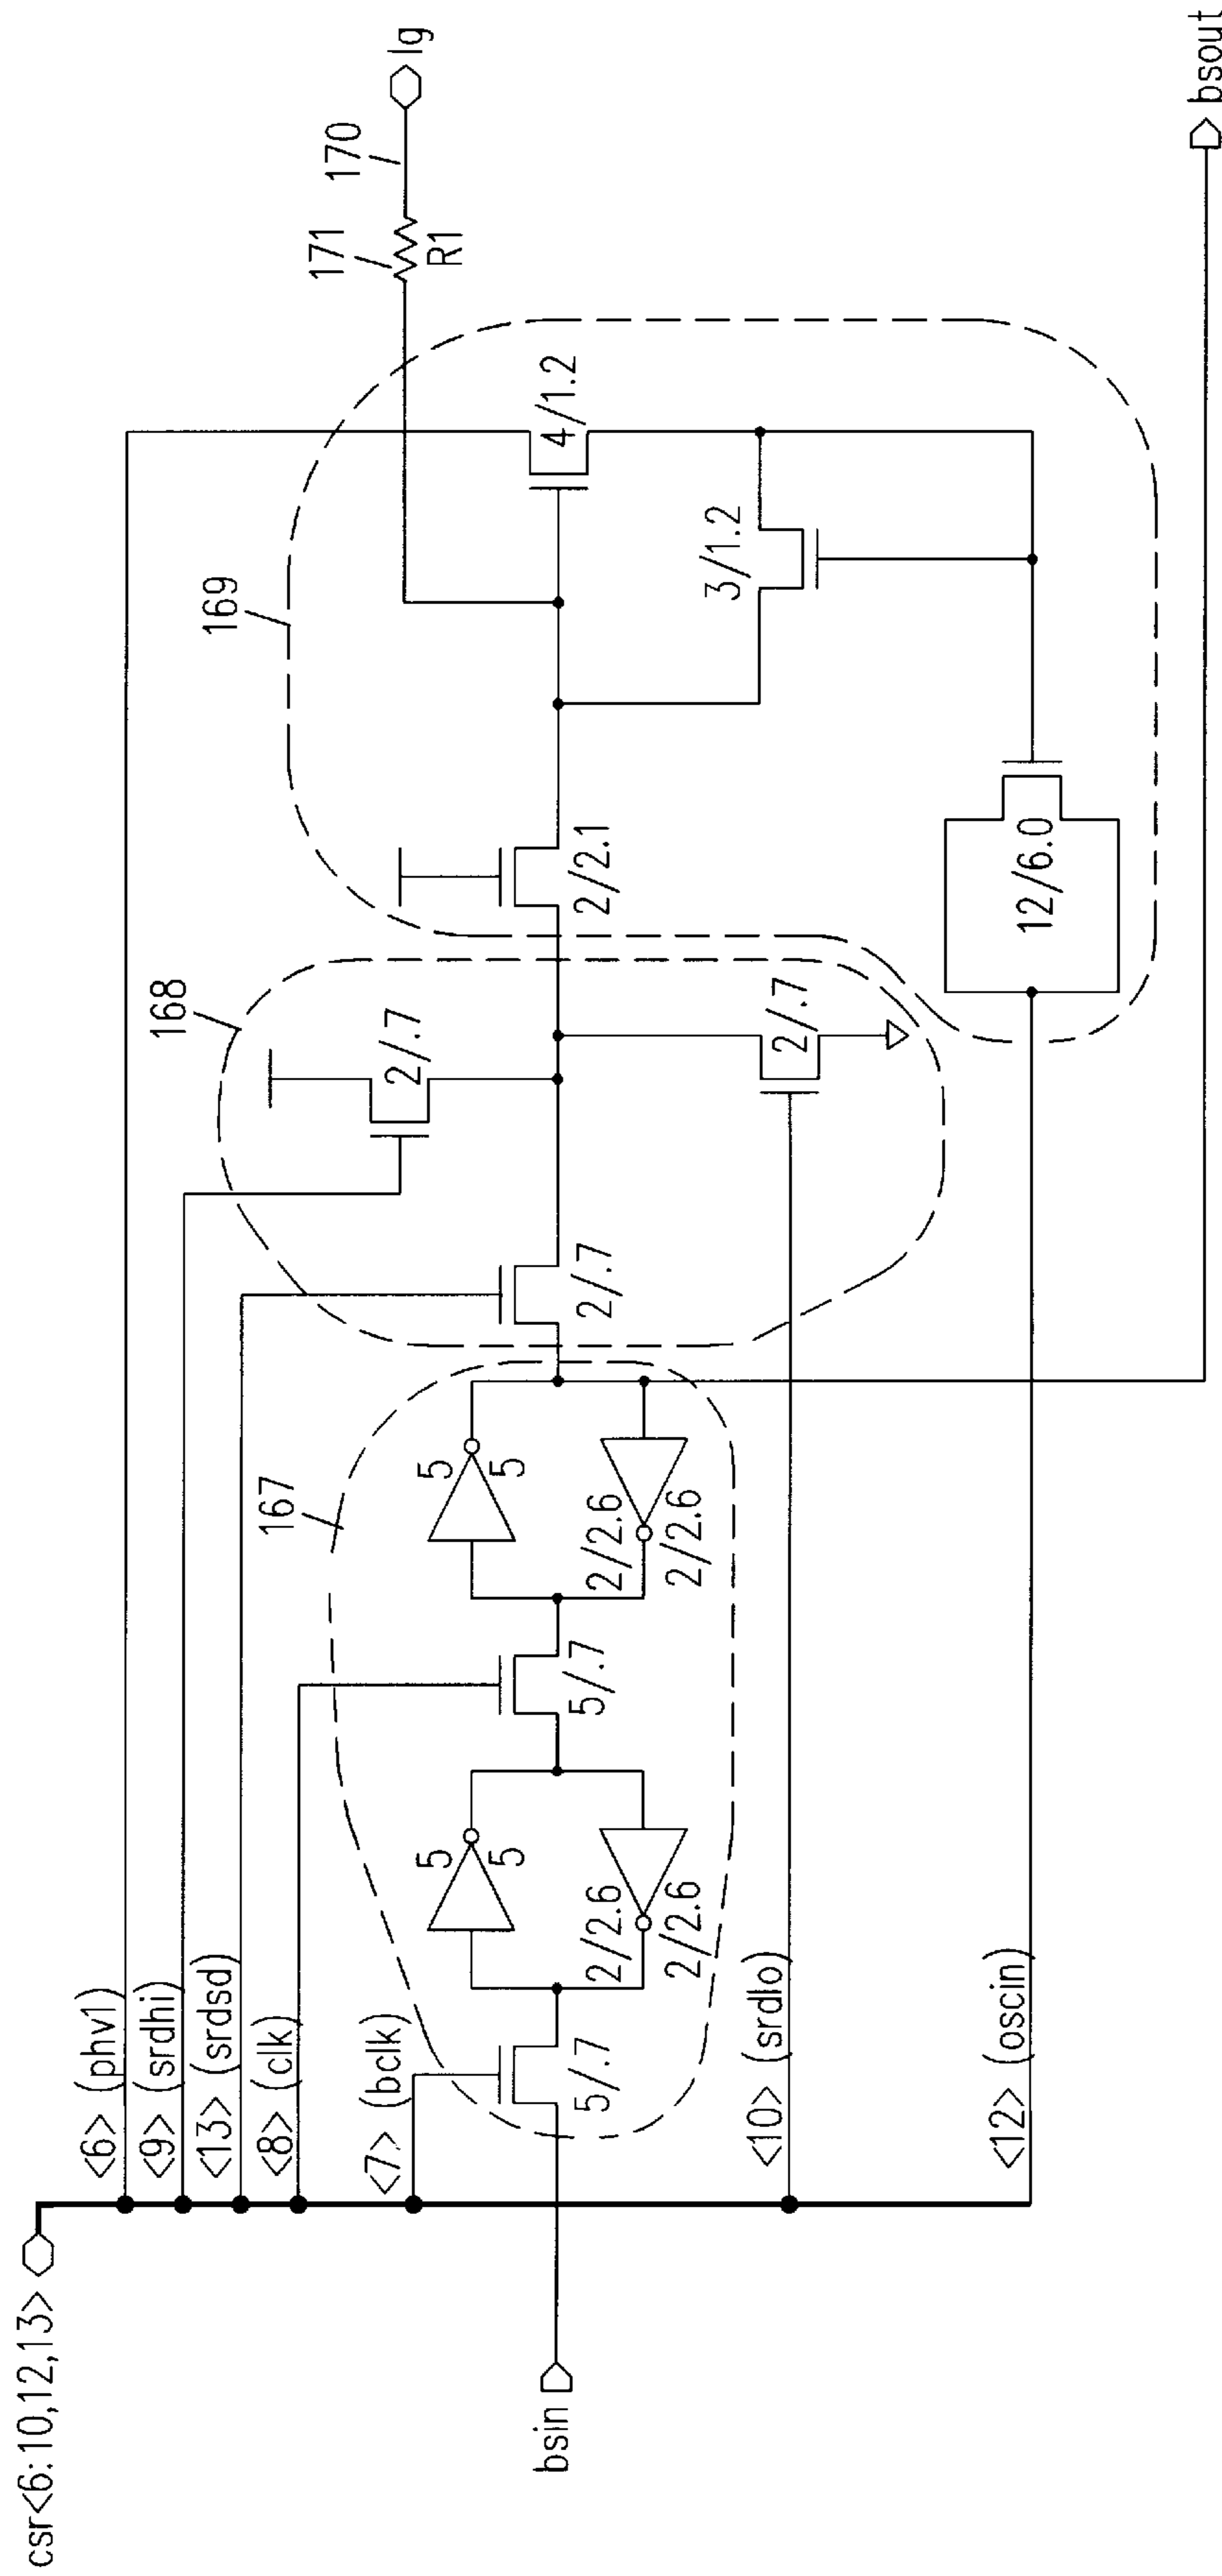 csr<6:10,12,13>
<6> (phv1)
<9> (srdhi)
<13> (srdsd)
<8> (clk)
<7> (bclk)
<10> (srdlo)
<12> (oscin)
bsin
5/.7
5
5
2/2.6
2/2.6
5/.7
5
5
2/2.6
2/2.6
167
2/.7
168
2/.7
2/.7
2/2.1
169
12/6.0
3/1.2
4/1.2
171
R1
170
lg
bsout